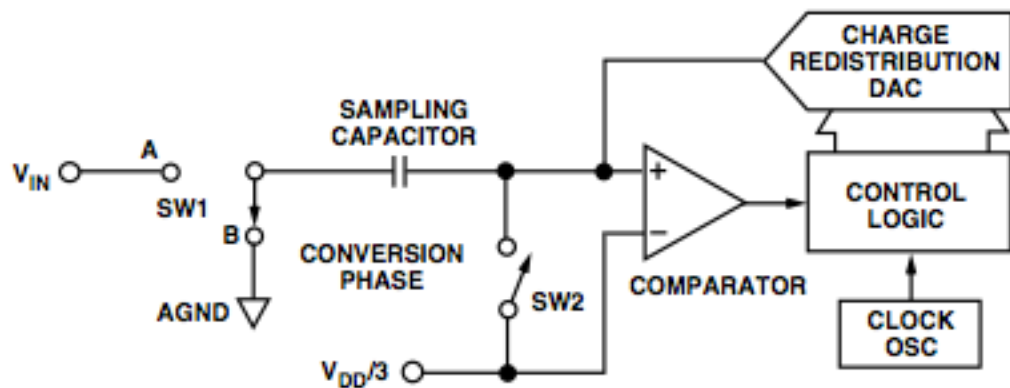 CHARGE
REDISTRIBUTION
DAC
SAMPLING
CAPACITOR
A
V_IN
SW1
+
CONTROL
LOGIC
B
−
CONVERSION
PHASE
COMPARATOR
SW2
AGND
CLOCK
OSC
V_DD/3